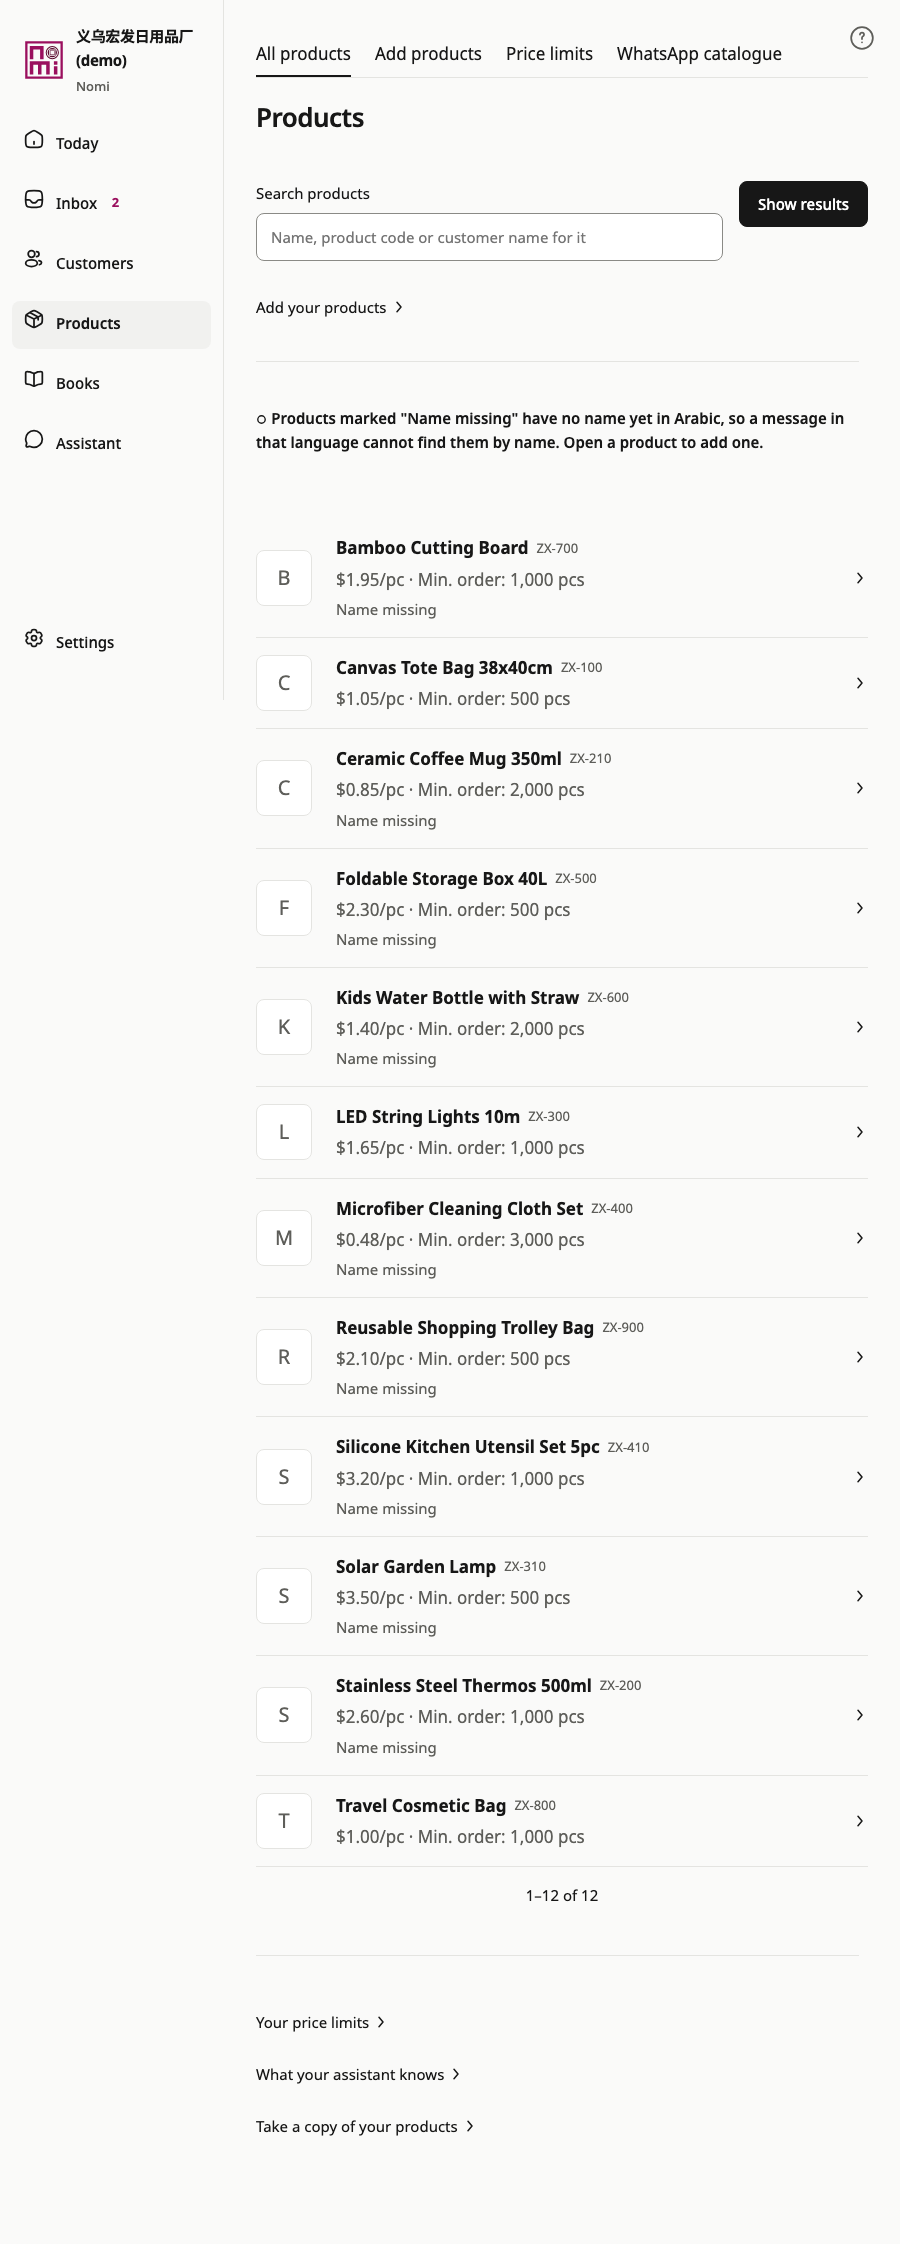 义乌宏发日用品厂
(demo)
Nomi
Today
Inbox 2
Customers
Products
Books
Assistant
Settings
All products Add products Price limits WhatsApp catalogue
Products
Search products
Name, product code or customer name for it
Show results
Add your products
Products marked "Name missing" have no name yet in Arabic, so a message in
that language cannot find them by name. Open a product to add one.
B
Bamboo Cutting Board ZX-700
$1.95/pc · Min. order: 1,000 pcs
Name missing
C
Canvas Tote Bag 38x40cm ZX-100
$1.05/pc · Min. order: 500 pcs
C
Ceramic Coffee Mug 350ml ZX-210
$0.85/pc · Min. order: 2,000 pcs
Name missing
F
Foldable Storage Box 40L ZX-500
$2.30/pc · Min. order: 500 pcs
Name missing
K
Kids Water Bottle with Straw ZX-600
$1.40/pc · Min. order: 2,000 pcs
Name missing
L
LED String Lights 10m ZX-300
$1.65/pc · Min. order: 1,000 pcs
M
Microfiber Cleaning Cloth Set ZX-400
$0.48/pc · Min. order: 3,000 pcs
Name missing
R
Reusable Shopping Trolley Bag ZX-900
$2.10/pc · Min. order: 500 pcs
Name missing
S
Silicone Kitchen Utensil Set 5pc ZX-410
$3.20/pc · Min. order: 1,000 pcs
Name missing
S
Solar Garden Lamp ZX-310
$3.50/pc · Min. order: 500 pcs
Name missing
S
Stainless Steel Thermos 500ml ZX-200
$2.60/pc · Min. order: 1,000 pcs
Name missing
T
Travel Cosmetic Bag ZX-800
$1.00/pc · Min. order: 1,000 pcs
1–12 of 12
Your price limits
What your assistant knows
Take a copy of your products